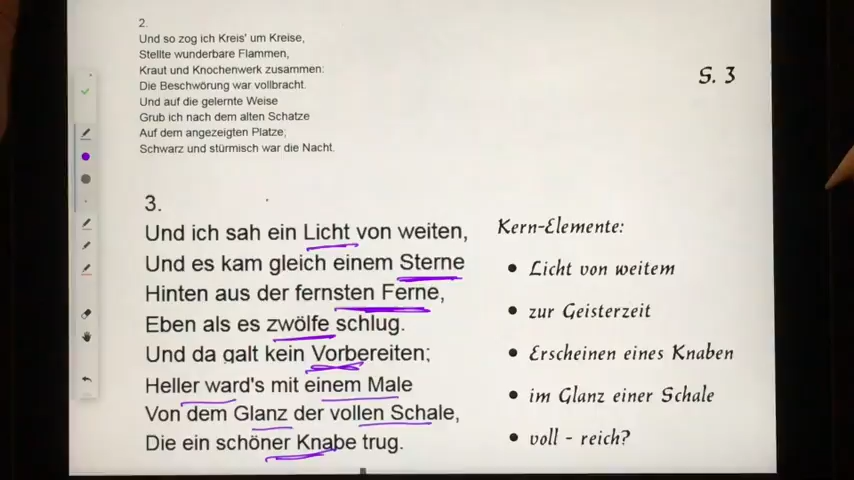 2.
Und so zog ich Kreis' um Kreise,
Stellte wunderbare Flammen,
Kraut und Knochenwerk zusammen:
Die Beschwörung war vollbracht.
Und auf die gelernte Weise
Grub ich nach dem alten Schatze
Auf dem angezeigten Platze;
Schwarz und stürmisch war die Nacht.
S. 3
3.
Und ich sah ein Licht von weiten,
Und es kam gleich einem Sterne
Hinten aus der fernsten Ferne,
Eben als es zwölfe schlug.
Und da galt kein Vorbereiten;
Heller ward's mit einem Male
Von dem Glanz der vollen Schale,
Die ein schöner Knabe trug.
Kern-Elemente:
• Licht von weitem
• zur Geisterzeit
• Erscheinen eines Knaben
• im Glanz einer Schale
• voll - reich?